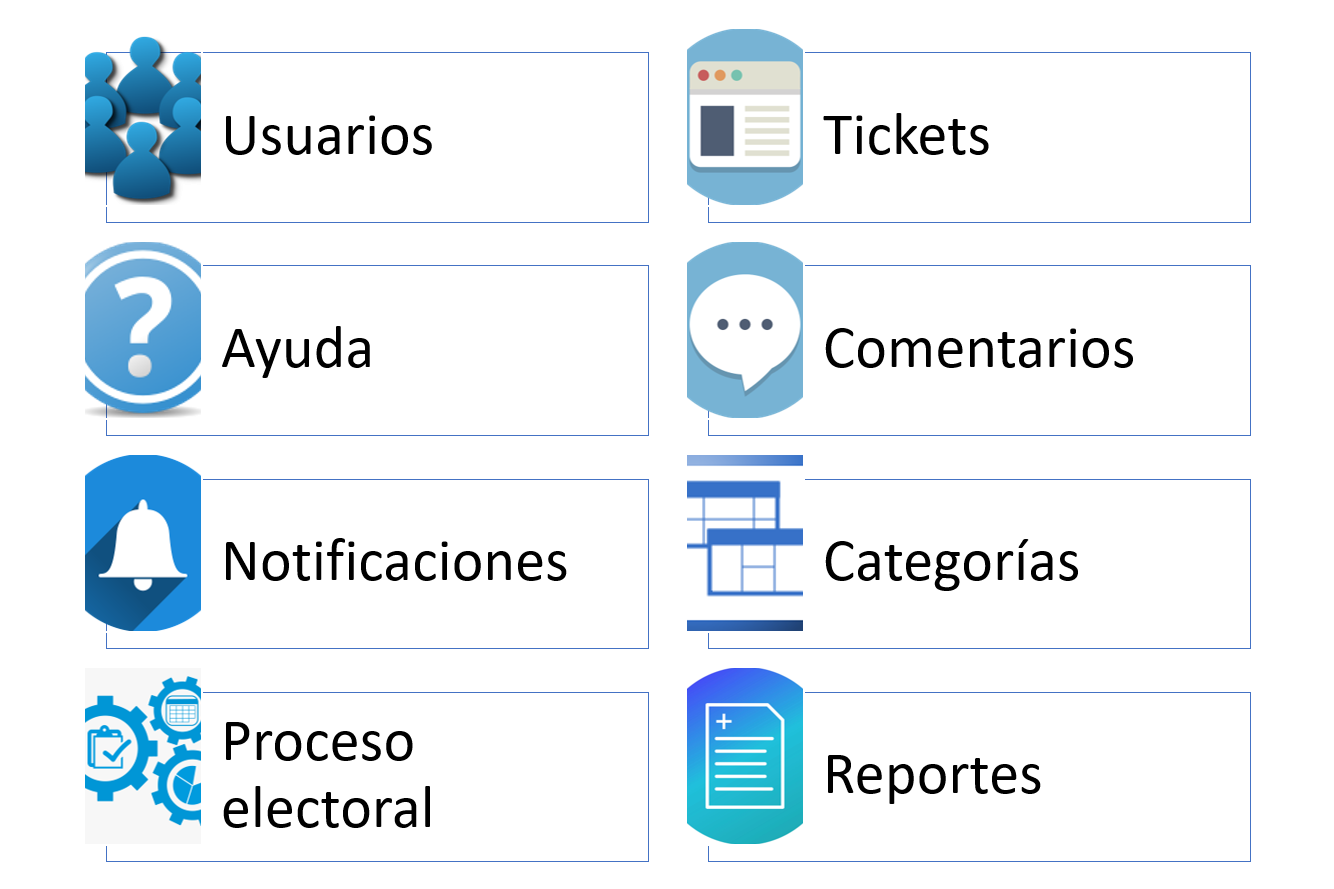 Usuarios
Tickets
Ayuda
Comentarios
Notificaciones
Categorías
Proceso
electoral
Reportes